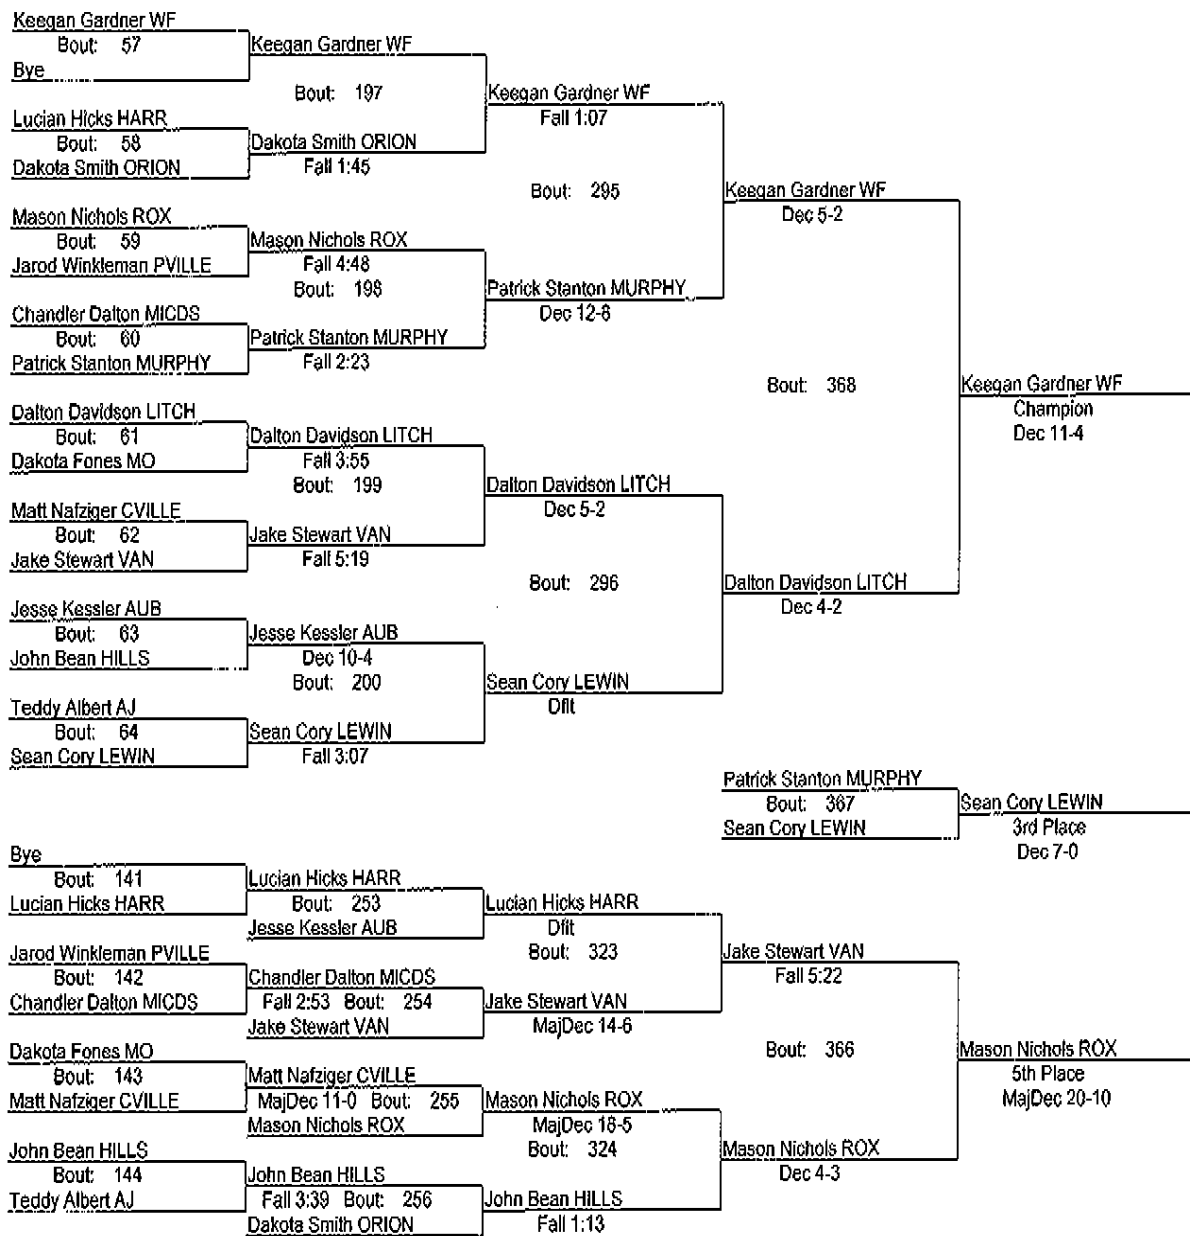 Keegan Gardner WF
Bout: 57
Bye
Keegan Gardner WF
Bout: 197
Lucian Hicks HARR
Bout: 58
Dakota Smith ORION
Dakota Smith ORION
Fall 1:45
Keegan Gardner WF
Fall 1:07
Bout: 295
Mason Nichols ROX
Bout: 59
Jarod Winkleman PVILLE
Mason Nichols ROX
Fall 4:48
Bout: 198
Chandler Dalton MICDS
Bout: 60
Patrick Stanton MURPHY
Patrick Stanton MURPHY
Fall 2:23
Patrick Stanton MURPHY
Dec 12-8
Keegan Gardner WF
Dec 5-2
Bout: 368
Dalton Davidson LITCH
Bout: 61
Dakota Fones MO
Dalton Davidson LITCH
Fall 3:55
Bout: 199
Matt Nafziger CVILLE
Bout: 62
Jake Stewart VAN
Jake Stewart VAN
Fall 5:19
Dalton Davidson LITCH
Dec 5-2
Bout: 296
Jesse Kessler AUB
Bout: 63
John Bean HILLS
Jesse Kessler AUB
Dec 10-4
Bout: 200
Teddy Albert AJ
Bout: 64
Sean Cory LEWIN
Sean Cory LEWIN
Fall 3:07
Sean Cory LEWIN
Dflt
Dalton Davidson LITCH
Dec 4-2
Keegan Gardner WF
Champion
Dec 11-4
Patrick Stanton MURPHY
Bout: 367
Sean Cory LEWIN
Sean Cory LEWIN
3rd Place
Dec 7-0
Bye
Bout: 141
Lucian Hicks HARR
Lucian Hicks HARR
Bout: 253
Jesse Kessler AUB
Lucian Hicks HARR
Dflt
Bout: 323
Jarod Winkleman PVILLE
Bout: 142
Chandler Dalton MICDS
Chandler Dalton MICDS
Fall 2:53 Bout: 254
Jake Stewart VAN
Jake Stewart VAN
MajDec 14-6
Jake Stewart VAN
Fall 5:22
Bout: 366
Dakota Fones MO
Bout: 143
Matt Nafziger CVILLE
Matt Nafziger CVILLE
MajDec 11-0 Bout: 255
Mason Nichols ROX
Mason Nichols ROX
MajDec 18-5
Bout: 324
John Bean HILLS
Bout: 144
Teddy Albert AJ
John Bean HILLS
Fall 3:39 Bout: 256
Dakota Smith ORION
John Bean HILLS
Fall 1:13
Mason Nichols ROX
Dec 4-3
Mason Nichols ROX
5th Place
MajDec 20-10